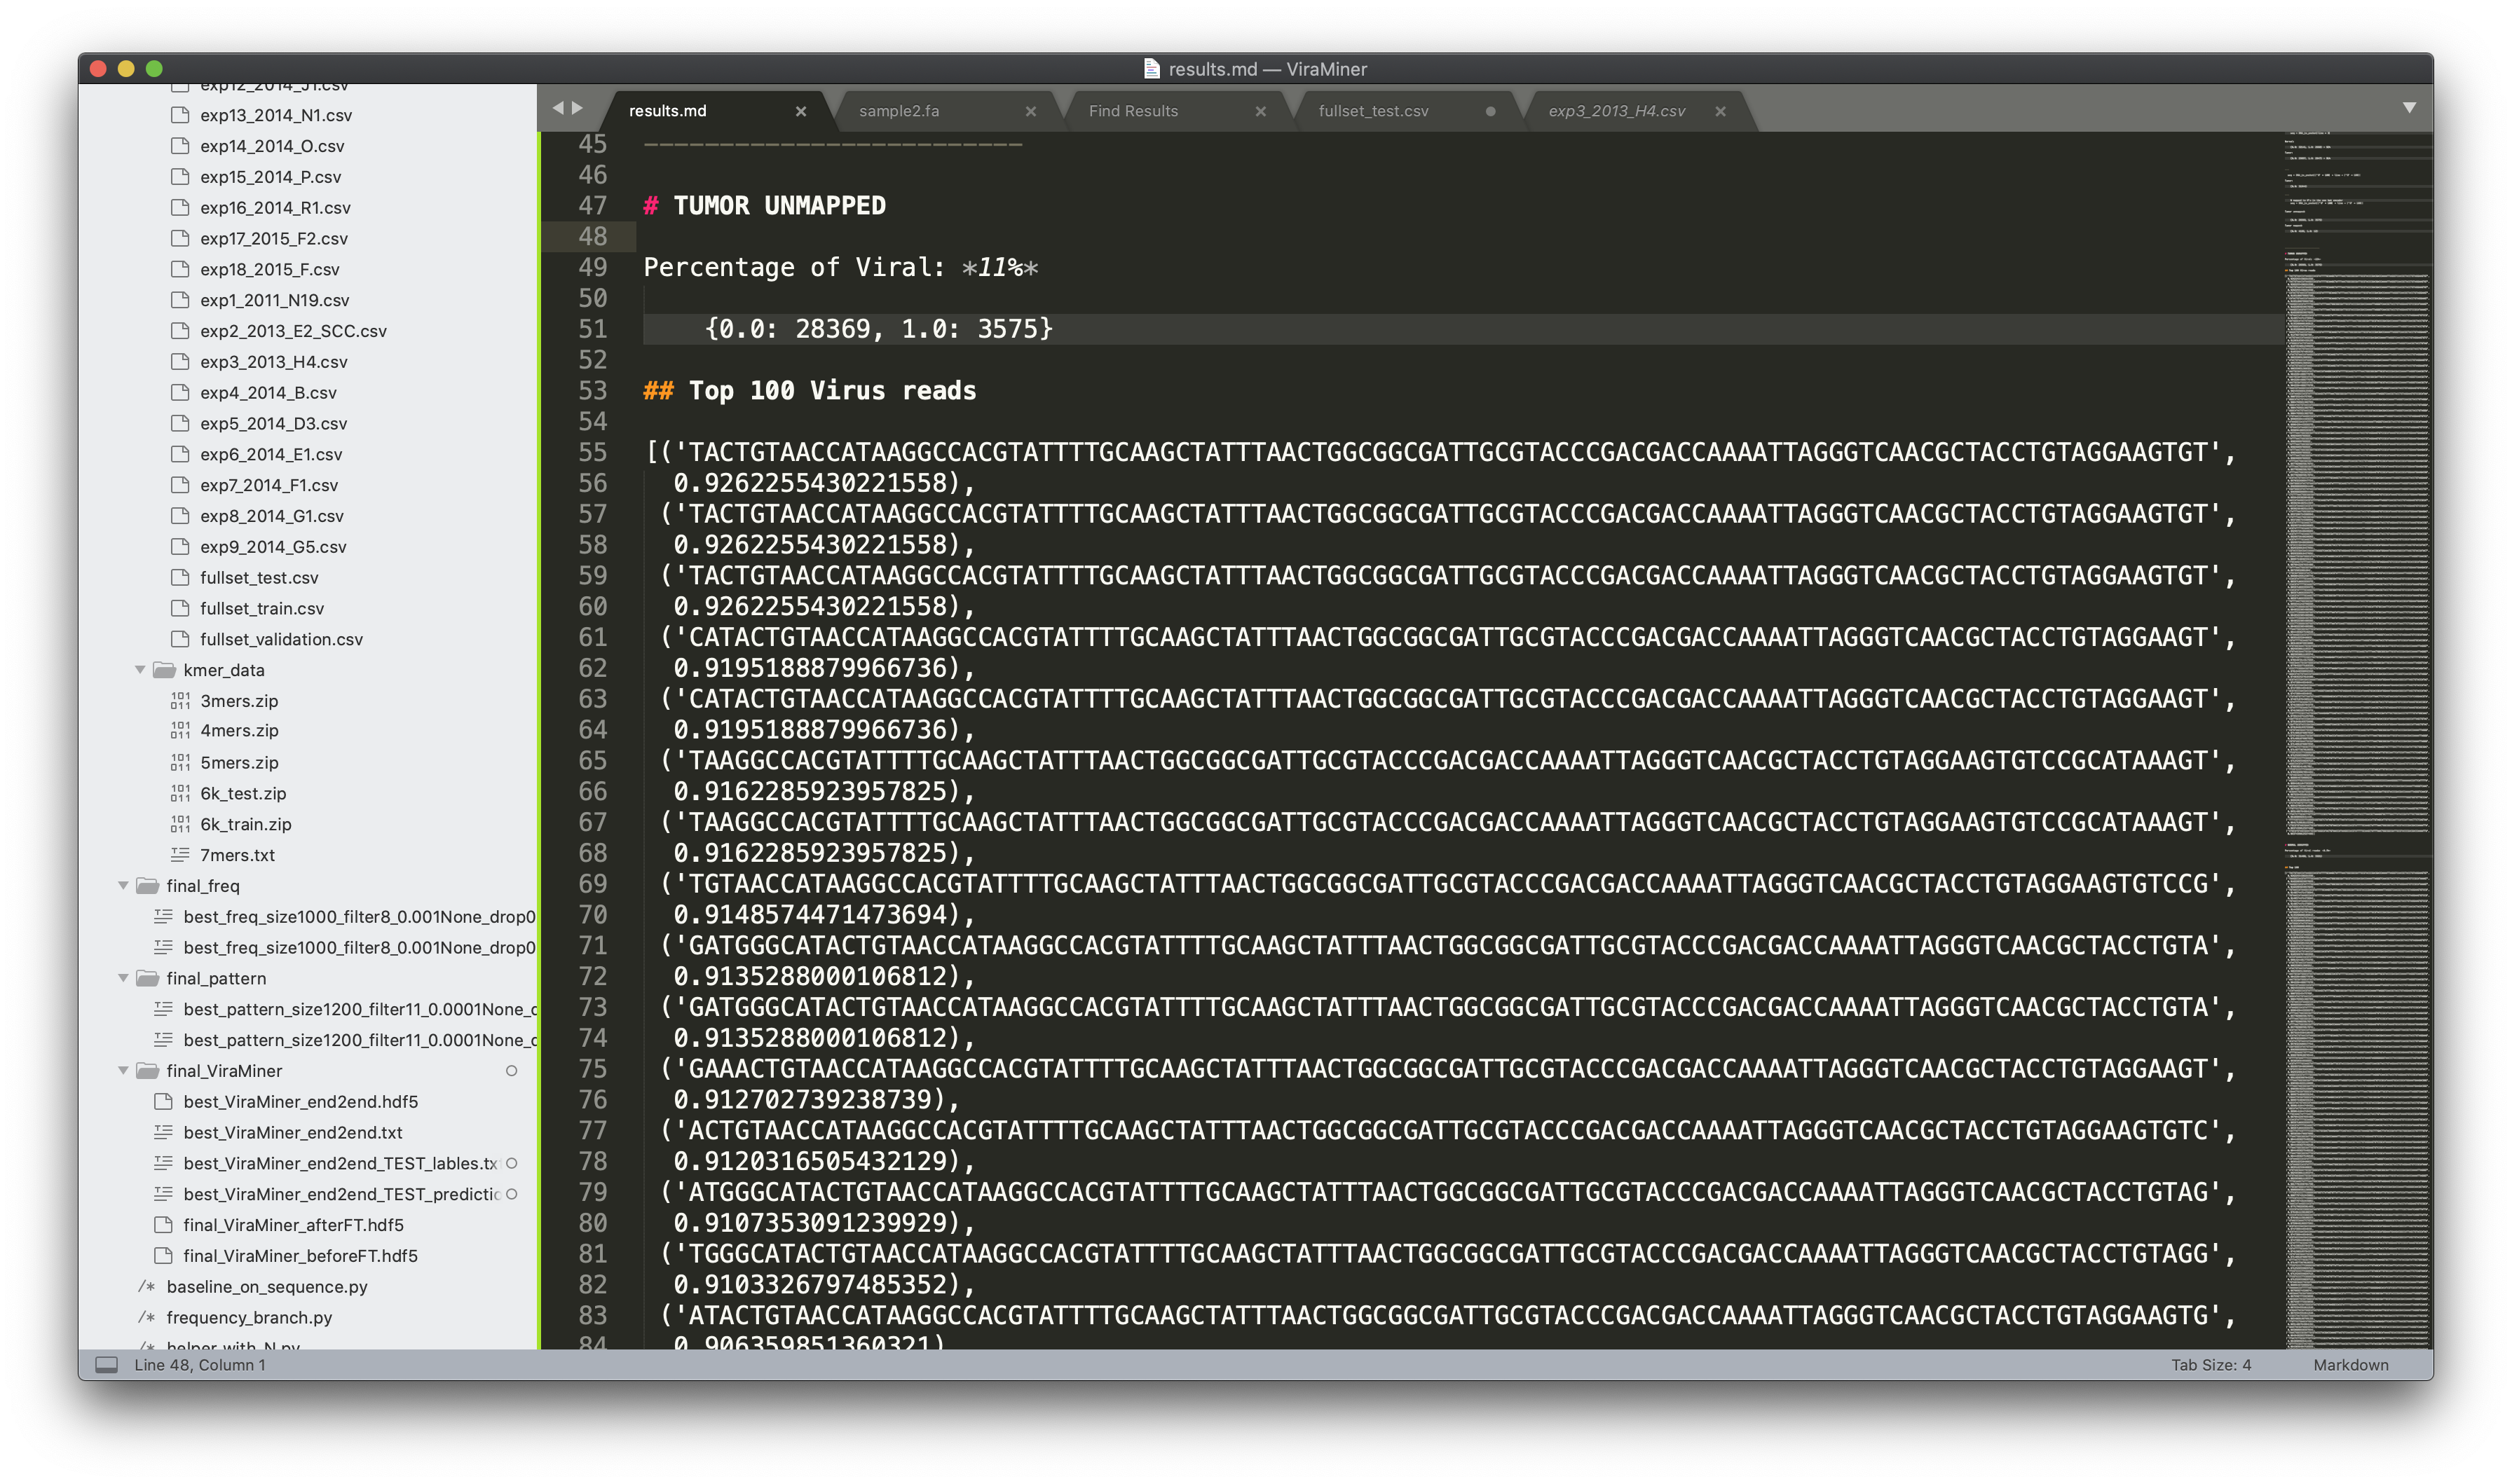 results.md — ViraMiner
exp12_2014_J1.csv
exp13_2014_N1.csv
exp14_2014_O.csv
exp15_2014_P.csv
exp16_2014_R1.csv
exp17_2015_F2.csv
exp18_2015_F.csv
exp1_2011_N19.csv
exp2_2013_E2_SCC.csv
exp3_2013_H4.csv
exp4_2014_B.csv
exp5_2014_D3.csv
exp6_2014_E1.csv
exp7_2014_F1.csv
exp8_2014_G1.csv
exp9_2014_G5.csv
fullset_test.csv
fullset_train.csv
fullset_validation.csv
kmer_data
3mers.zip
4mers.zip
5mers.zip
6k_test.zip
6k_train.zip
7mers.txt
final_freq
best_freq_size1000_filter8_0.001None_drop0
best_freq_size1000_filter8_0.001None_drop0
final_pattern
best_pattern_size1200_filter11_0.0001None_d
best_pattern_size1200_filter11_0.0001None_d
final_ViraMiner
best_ViraMiner_end2end.hdf5
best_ViraMiner_end2end.txt
best_ViraMiner_end2end_TEST_lables.tx
best_ViraMiner_end2end_TEST_predictio
final_ViraMiner_afterFT.hdf5
final_ViraMiner_beforeFT.hdf5
/* baseline_on_sequence.py
/* frequency_branch.py
/* helper_with_N.py
results.md × sample2.fa × Find Results × fullset_test.csv exp3_2013_H4.csv ×
45 -------------------------
46
47 # TUMOR UNMAPPED
48
49 Percentage of Viral: *11%*
50
51 {0.0: 28369, 1.0: 3575}
52
53 ## Top 100 Virus reads
54
55 [('TACTGTAACCATAAGGCCACGTATTTTGCAAGCTATTTAACTGGCGGCGATTGCGTACCCGACGACCAAAATTAGGGTCAACGCTACCTGTAGGAAGTGT',
56 0.9262255430221558),
57 ('TACTGTAACCATAAGGCCACGTATTTTGCAAGCTATTTAACTGGCGGCGATTGCGTACCCGACGACCAAAATTAGGGTCAACGCTACCTGTAGGAAGTGT',
58 0.9262255430221558),
59 ('TACTGTAACCATAAGGCCACGTATTTTGCAAGCTATTTAACTGGCGGCGATTGCGTACCCGACGACCAAAATTAGGGTCAACGCTACCTGTAGGAAGTGT',
60 0.9262255430221558),
61 ('CATACTGTAACCATAAGGCCACGTATTTTGCAAGCTATTTAACTGGCGGCGATTGCGTACCCGACGACCAAAATTAGGGTCAACGCTACCTGTAGGAAGT',
62 0.9195188879966736),
63 ('CATACTGTAACCATAAGGCCACGTATTTTGCAAGCTATTTAACTGGCGGCGATTGCGTACCCGACGACCAAAATTAGGGTCAACGCTACCTGTAGGAAGT',
64 0.9195188879966736),
65 ('TAAGGCCACGTATTTTGCAAGCTATTTAACTGGCGGCGATTGCGTACCCGACGACCAAAATTAGGGTCAACGCTACCTGTAGGAAGTGTCCGCATAAAGT',
66 0.9162285923957825),
67 ('TAAGGCCACGTATTTTGCAAGCTATTTAACTGGCGGCGATTGCGTACCCGACGACCAAAATTAGGGTCAACGCTACCTGTAGGAAGTGTCCGCATAAAGT',
68 0.9162285923957825),
69 ('TGTAACCATAAGGCCACGTATTTTGCAAGCTATTTAACTGGCGGCGATTGCGTACCCGACGACCAAAATTAGGGTCAACGCTACCTGTAGGAAGTGTCCG',
70 0.9148574471473694),
71 ('GATGGGCATACTGTAACCATAAGGCCACGTATTTTGCAAGCTATTTAACTGGCGGCGATTGCGTACCCGACGACCAAAATTAGGGTCAACGCTACCTGTA',
72 0.9135288000106812),
73 ('GATGGGCATACTGTAACCATAAGGCCACGTATTTTGCAAGCTATTTAACTGGCGGCGATTGCGTACCCGACGACCAAAATTAGGGTCAACGCTACCTGTA',
74 0.9135288000106812),
75 ('GAAACTGTAACCATAAGGCCACGTATTTTGCAAGCTATTTAACTGGCGGCGATTGCGTACCCGACGACCAAAATTAGGGTCAACGCTACCTGTAGGAAGT',
76 0.912702739238739),
77 ('ACTGTAACCATAAGGCCACGTATTTTGCAAGCTATTTAACTGGCGGCGATTGCGTACCCGACGACCAAAATTAGGGTCAACGCTACCTGTAGGAAGTGTC',
78 0.9120316505432129),
79 ('ATGGGCATACTGTAACCATAAGGCCACGTATTTTGCAAGCTATTTAACTGGCGGCGATTGCGTACCCGACGACCAAAATTAGGGTCAACGCTACCTGTAG',
80 0.9107353091239929),
81 ('TGGGCATACTGTAACCATAAGGCCACGTATTTTGCAAGCTATTTAACTGGCGGCGATTGCGTACCCGACGACCAAAATTAGGGTCAACGCTACCTGTAGG',
82 0.9103326797485352),
83 ('ATACTGTAACCATAAGGCCACGTATTTTGCAAGCTATTTAACTGGCGGCGATTGCGTACCCGACGACCAAAATTAGGGTCAACGCTACCTGTAGGAAGTG',
84 0.906359851360321)
Line 48, Column 1
Tab Size: 4
Markdown